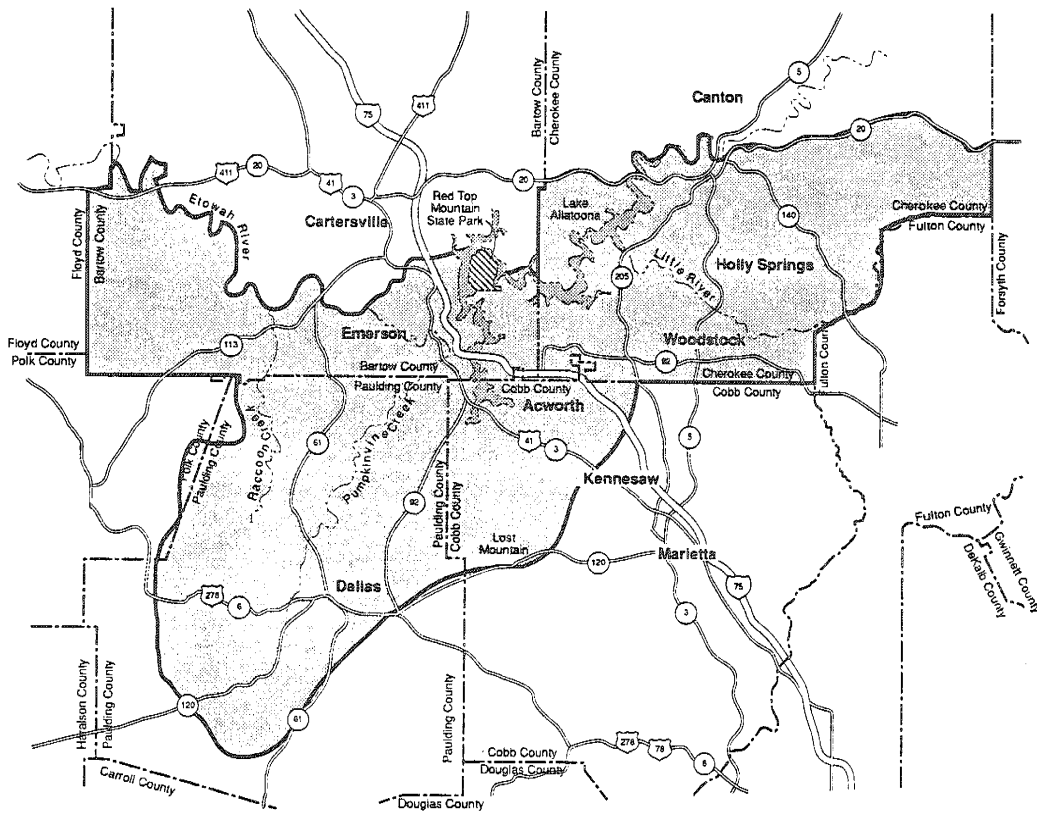 Bartow County
Cherokee County
Canton
5
75
411
20
411
20
41
3
20
Cartersville
Red Top
Mountain
State Park
Lake
Allatoona
140
Cherokee County
Fulton County
Floyd County
Bartow County
Etowah
River
205
Little River
Holly Springs
Forsyth County
Emerson
Woodstock
113
92
Floyd County
Polk County
Bartow County
Paulding County
Cobb County
Cherokee County
Cobb County
Fulton County
Acworth
Raccoon Creek
Pumpkinvine Creek
61
41
3
5
Polk County
Paulding County
92
Paulding County
Cobb County
Kennesaw
Lost
Mountain
120
Marietta
Fulton County
Gwinnett County
DeKalb County
Dallas
278
6
75
3
Haralson County
Paulding County
120
61
Paulding County
278
78
6
Cobb County
Douglas County
Carroll County
Douglas County